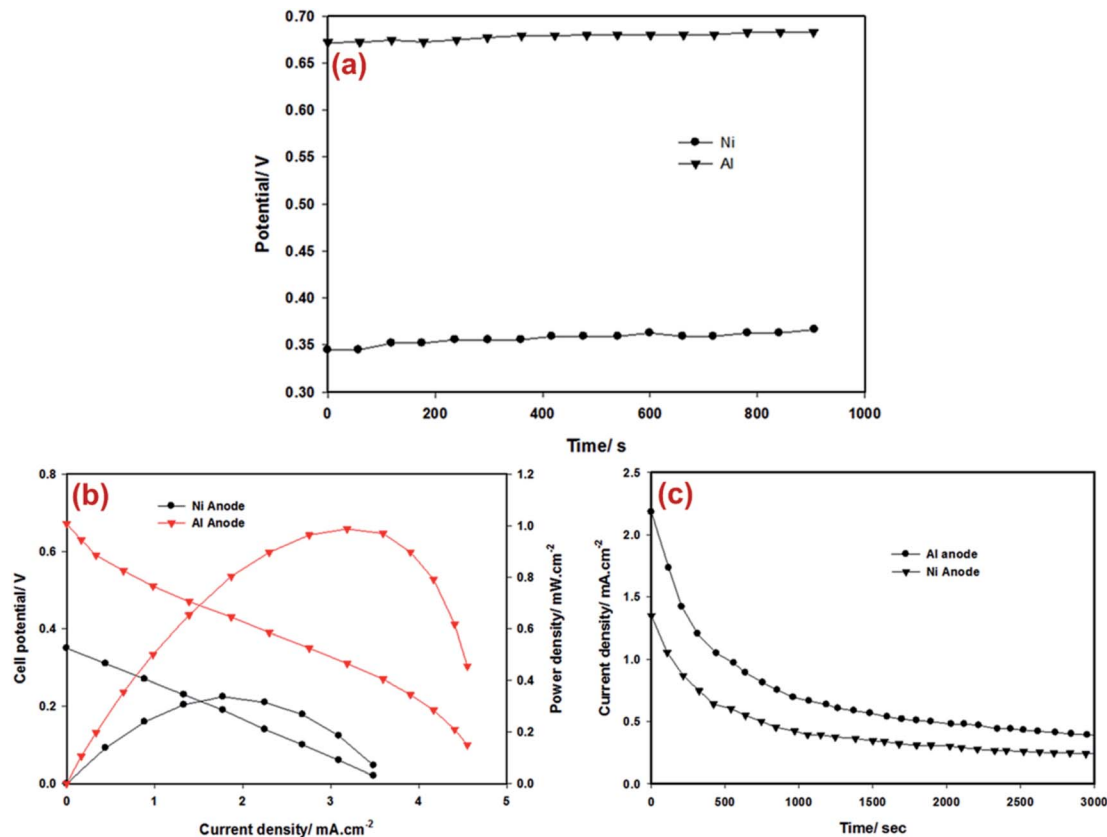 0.70
0.65
0.60
0.55
0.50
0.45
0.40
0.35
0.30
Potential/ V
(a)
Ni
Al
0 200 400 600 800 1000
Time/ s
0.8
0.6
0.4
0.2
0.0
Cell potential/ V
(b)
Ni Anode
Al Anode
1.2
1.0
0.8
0.6
0.4
0.2
0.0
Power density/ mW.cm-2
0 1 2 3 4 5
Current density/ mA.cm-2
2.5
2.0
1.5
1.0
0.5
0.0
Current density/ mA.cm-2
(c)
Al anode
Ni Anode
0 500 1000 1500 2000 2500 3000
Time/ sec